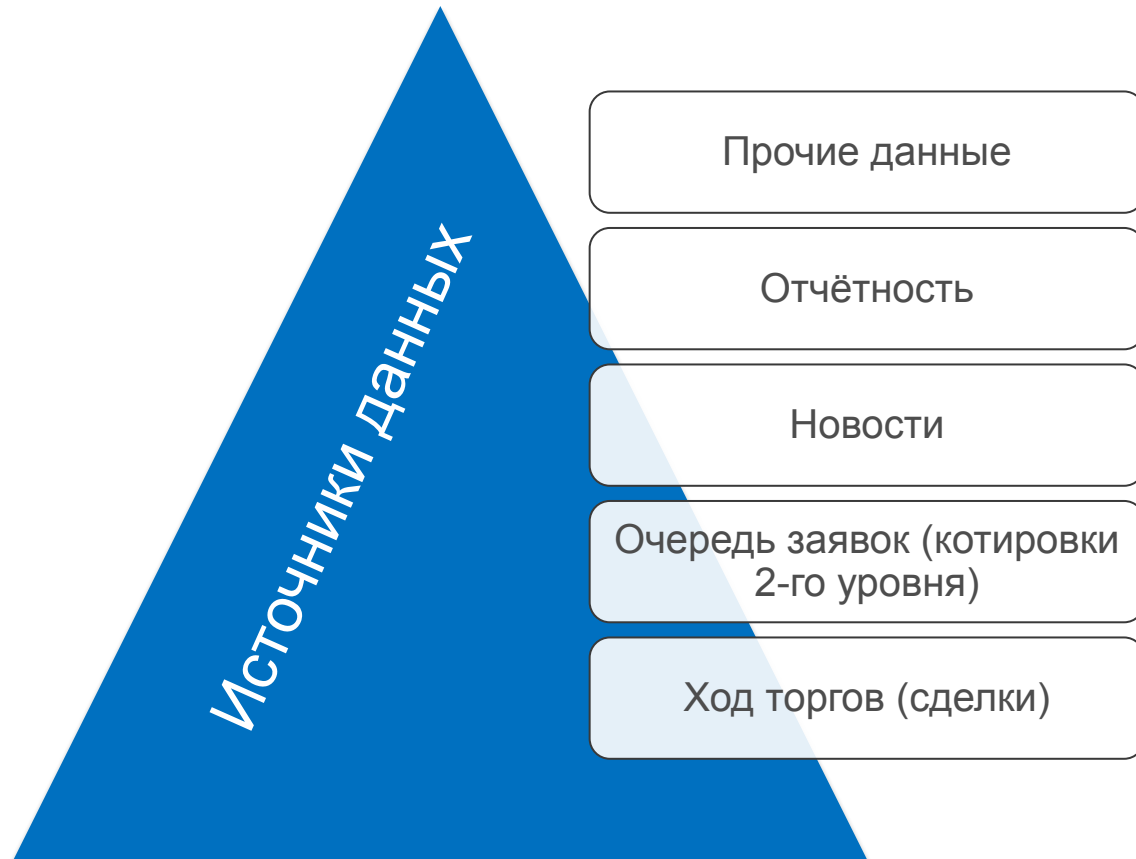 Источники данных
Прочие данные
Отчётность
Новости
Очередь заявок (котировки
2-го уровня)
Ход торгов (сделки)